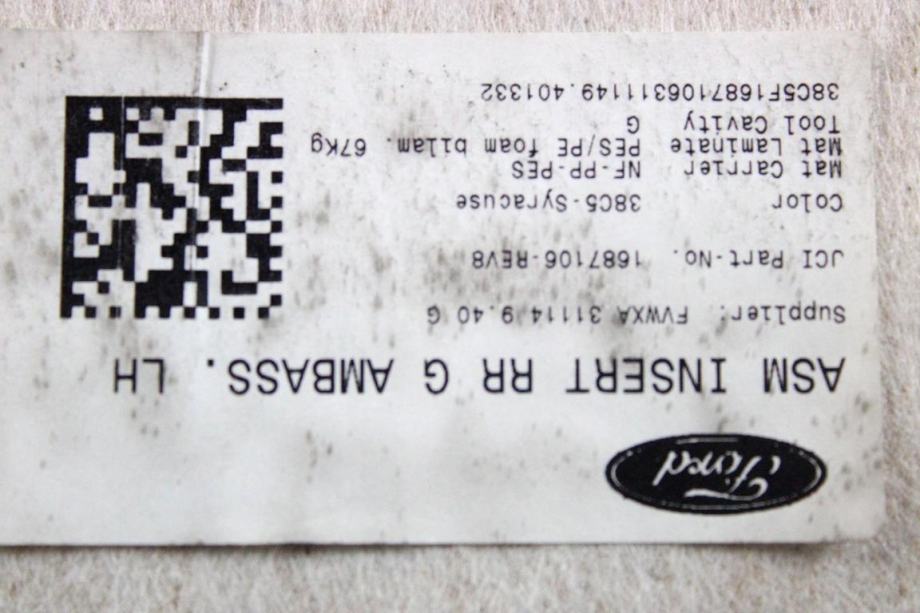 Ford
ASM INSERT RR G AMBASS. LH
Supplier: FVWXA 31114 9.40 G
JCI Part-No. 1687106-REV8
Color 38C5-Syracuse
Mat Carrier NF-PP-PES
Mat Laminate PES/PE foam bilam. 67Kg
Tool Cavity G
38C5F16871063111149.401332